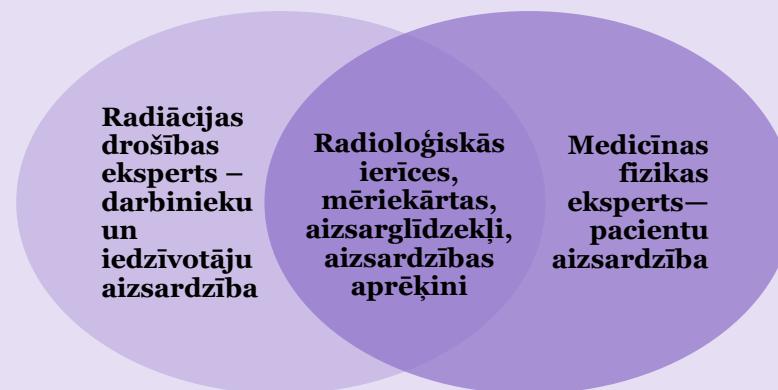 Radiācijas
drošības
eksperts –
darbinieku
un
iedzīvotāju
aizsardzība
Radioloģiskās
ierīces,
mēriekārtas,
aizsarglīdzekļi,
aizsardzības
aprēķini
Medicīnas
fizikas
eksperts—
pacientu
aizsardzība